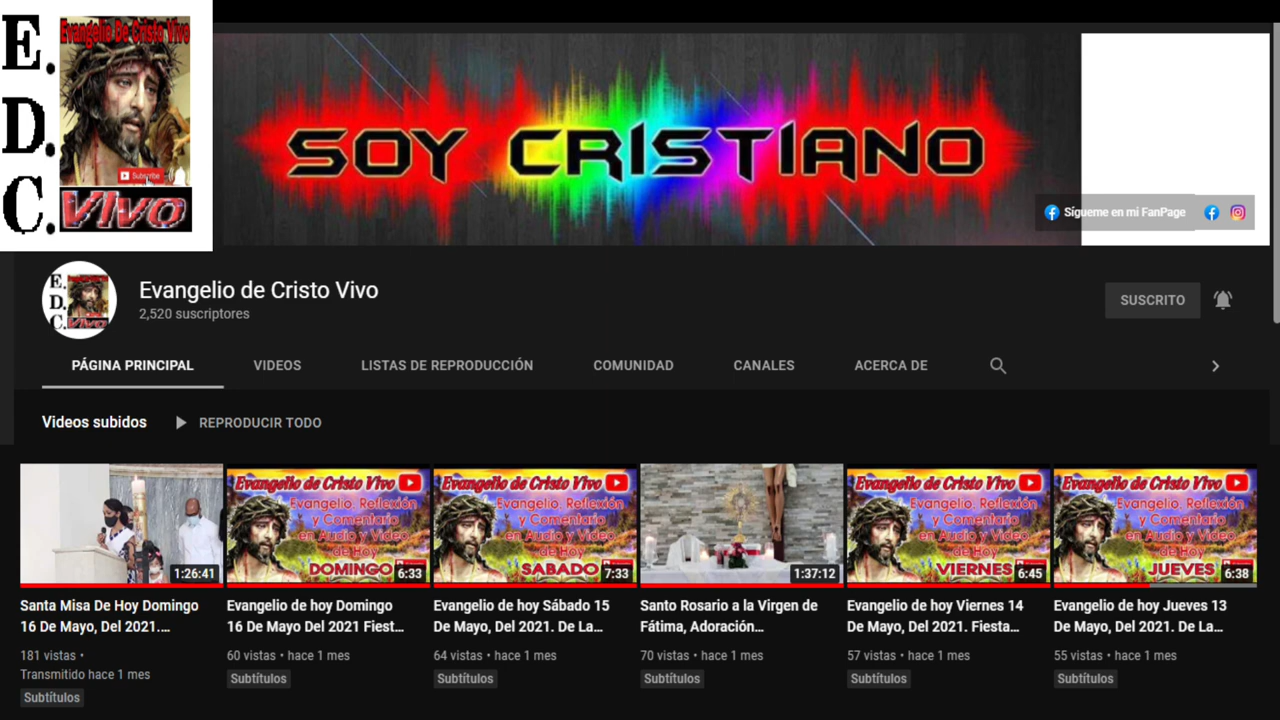 E.
D.
C.
Evangelio De Cristo Vivo
Subscribe
Vivo
SOY CRISTIANO
Sígueme en mi FanPage
E.
D.
C.
Vivo
Evangelio de Cristo Vivo
2,520 suscriptores
SUSCRITO
PÁGINA PRINCIPAL
VIDEOS
LISTAS DE REPRODUCCIÓN
COMUNIDAD
CANALES
ACERCA DE
Videos subidos
REPRODUCIR TODO
1:26:41
Santa Misa De Hoy Domingo
16 De Mayo, Del 2021....
181 vistas •
Transmitido hace 1 mes
Subtítulos
Evangelio de Cristo Vivo
Evangelio, Reflexión
y Comentario
en Audio y Video
de Hoy
DOMINGO
6:33
Evangelio de hoy Domingo
16 De Mayo Del 2021 Fiest...
60 vistas • hace 1 mes
Subtítulos
Evangelio de Cristo Vivo
Evangelio, Reflexión
y Comentario
en Audio y Video
de Hoy
SABADO
7:33
Evangelio de hoy Sábado 15
De Mayo, Del 2021. De La...
64 vistas • hace 1 mes
Subtítulos
1:37:12
Santo Rosario a la Virgen de
Fátima, Adoración...
70 vistas • hace 1 mes
Subtítulos
Evangelio de Cristo Vivo
Evangelio, Reflexión
y Comentario
en Audio y Video
de Hoy
VIERNES
6:45
Evangelio de hoy Viernes 14
De Mayo, Del 2021. Fiesta...
57 vistas • hace 1 mes
Subtítulos
Evangelio de Cristo Vivo
Evangelio, Reflexión
y Comentario
en Audio y Video
de Hoy
JUEVES
6:38
Evangelio de hoy Jueves 13
De Mayo, Del 2021. De La...
55 vistas • hace 1 mes
Subtítulos